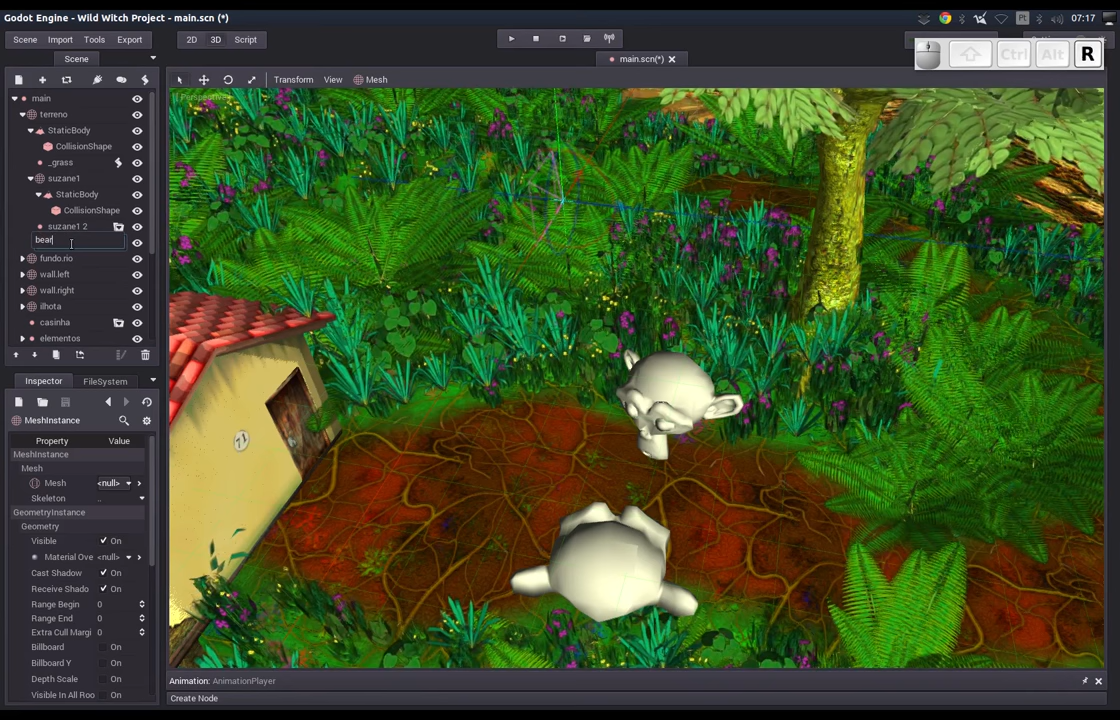 Godot Engine - Wild Witch Project - main.scn (*)
Pt
07:17
Scene
Import
Tools
Export
2D
3D
Script
Ctrl
Alt
R
Scene
main.scn(*)
Transform
View
Mesh
[ Perspective ]
main
terreno
StaticBody
CollisionShape
_grass
suzane1
StaticBody
CollisionShape
suzane1 2
bear
fundo.rio
wall.left
wall.right
ilhota
casinha
elementos
Inspector
FileSystem
MeshInstance
Property
Value
MeshInstance
Mesh
Mesh
<null>
Skeleton
..
GeometryInstance
Geometry
Visible
On
Material Ove
<null>
Cast Shadow
On
Receive Shado
On
Range Begin
0
Range End
0
Extra Cull Margi
0
Billboard
On
Billboard Y
On
Depth Scale
On
Visible In All Roo
On
Animation: AnimationPlayer
Create Node